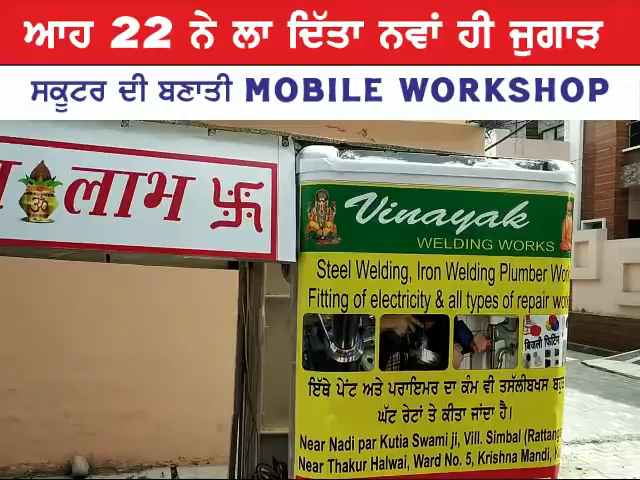 ਆਹ 22 ਨੇ ਲਾ ਦਿੱਤਾ ਨਵਾਂ ਹੀ ਜੁਗਾੜ
ਸਕੂਟਰ ਦੀ ਬਣਾਤੀ MOBILE WORKSHOP
ਲਾਭ
Vinayak
WELDING WORKS
Steel Welding, Iron Welding Plumber
Fitting of electricity & all types of repair
बिजली फिटिंग
ਇੱਥੇ ਪੇਂਟ ਅਤੇ ਪਰਾਇਮਰ ਦਾ ਕੰਮ ਵੀ ਤਸੱਲੀਬਖਸ
ਘੱਟ ਰੇਟਾਂ ਤੇ ਕੀਤਾ ਜਾਂਦਾ ਹੈ।
Near Nadi par Kutia Swami ji, Vill. Simbal
Near Thakur Halwai, Ward No. 5, Krishna Mandi,